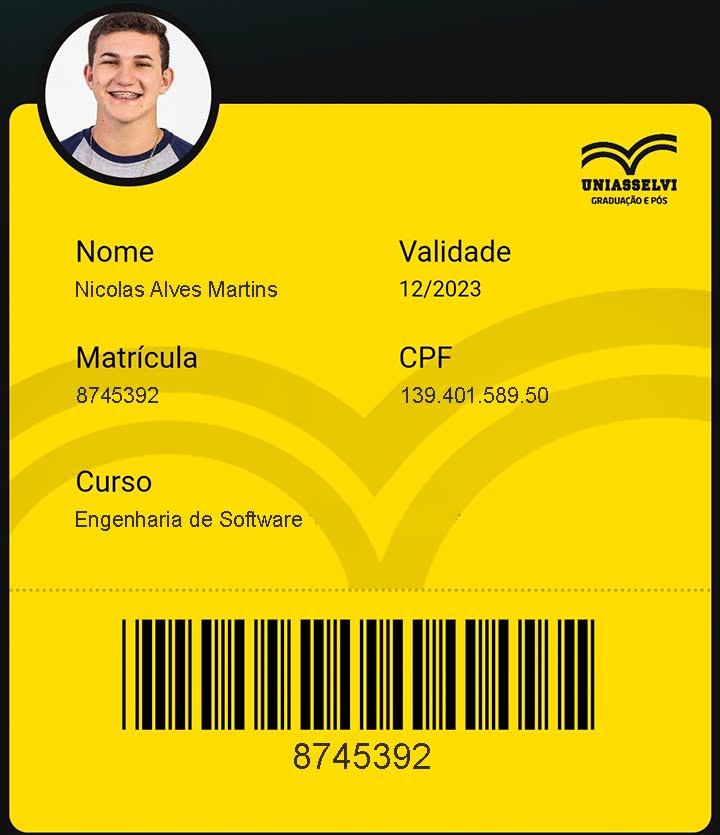 UNIASSELVI
GRADUAÇÃO E PÓS
Nome
Nicolas Alves Martins
Validade
12/2023
Matrícula
8745392
CPF
139.401.589.50
Curso
Engenharia de Software
8745392